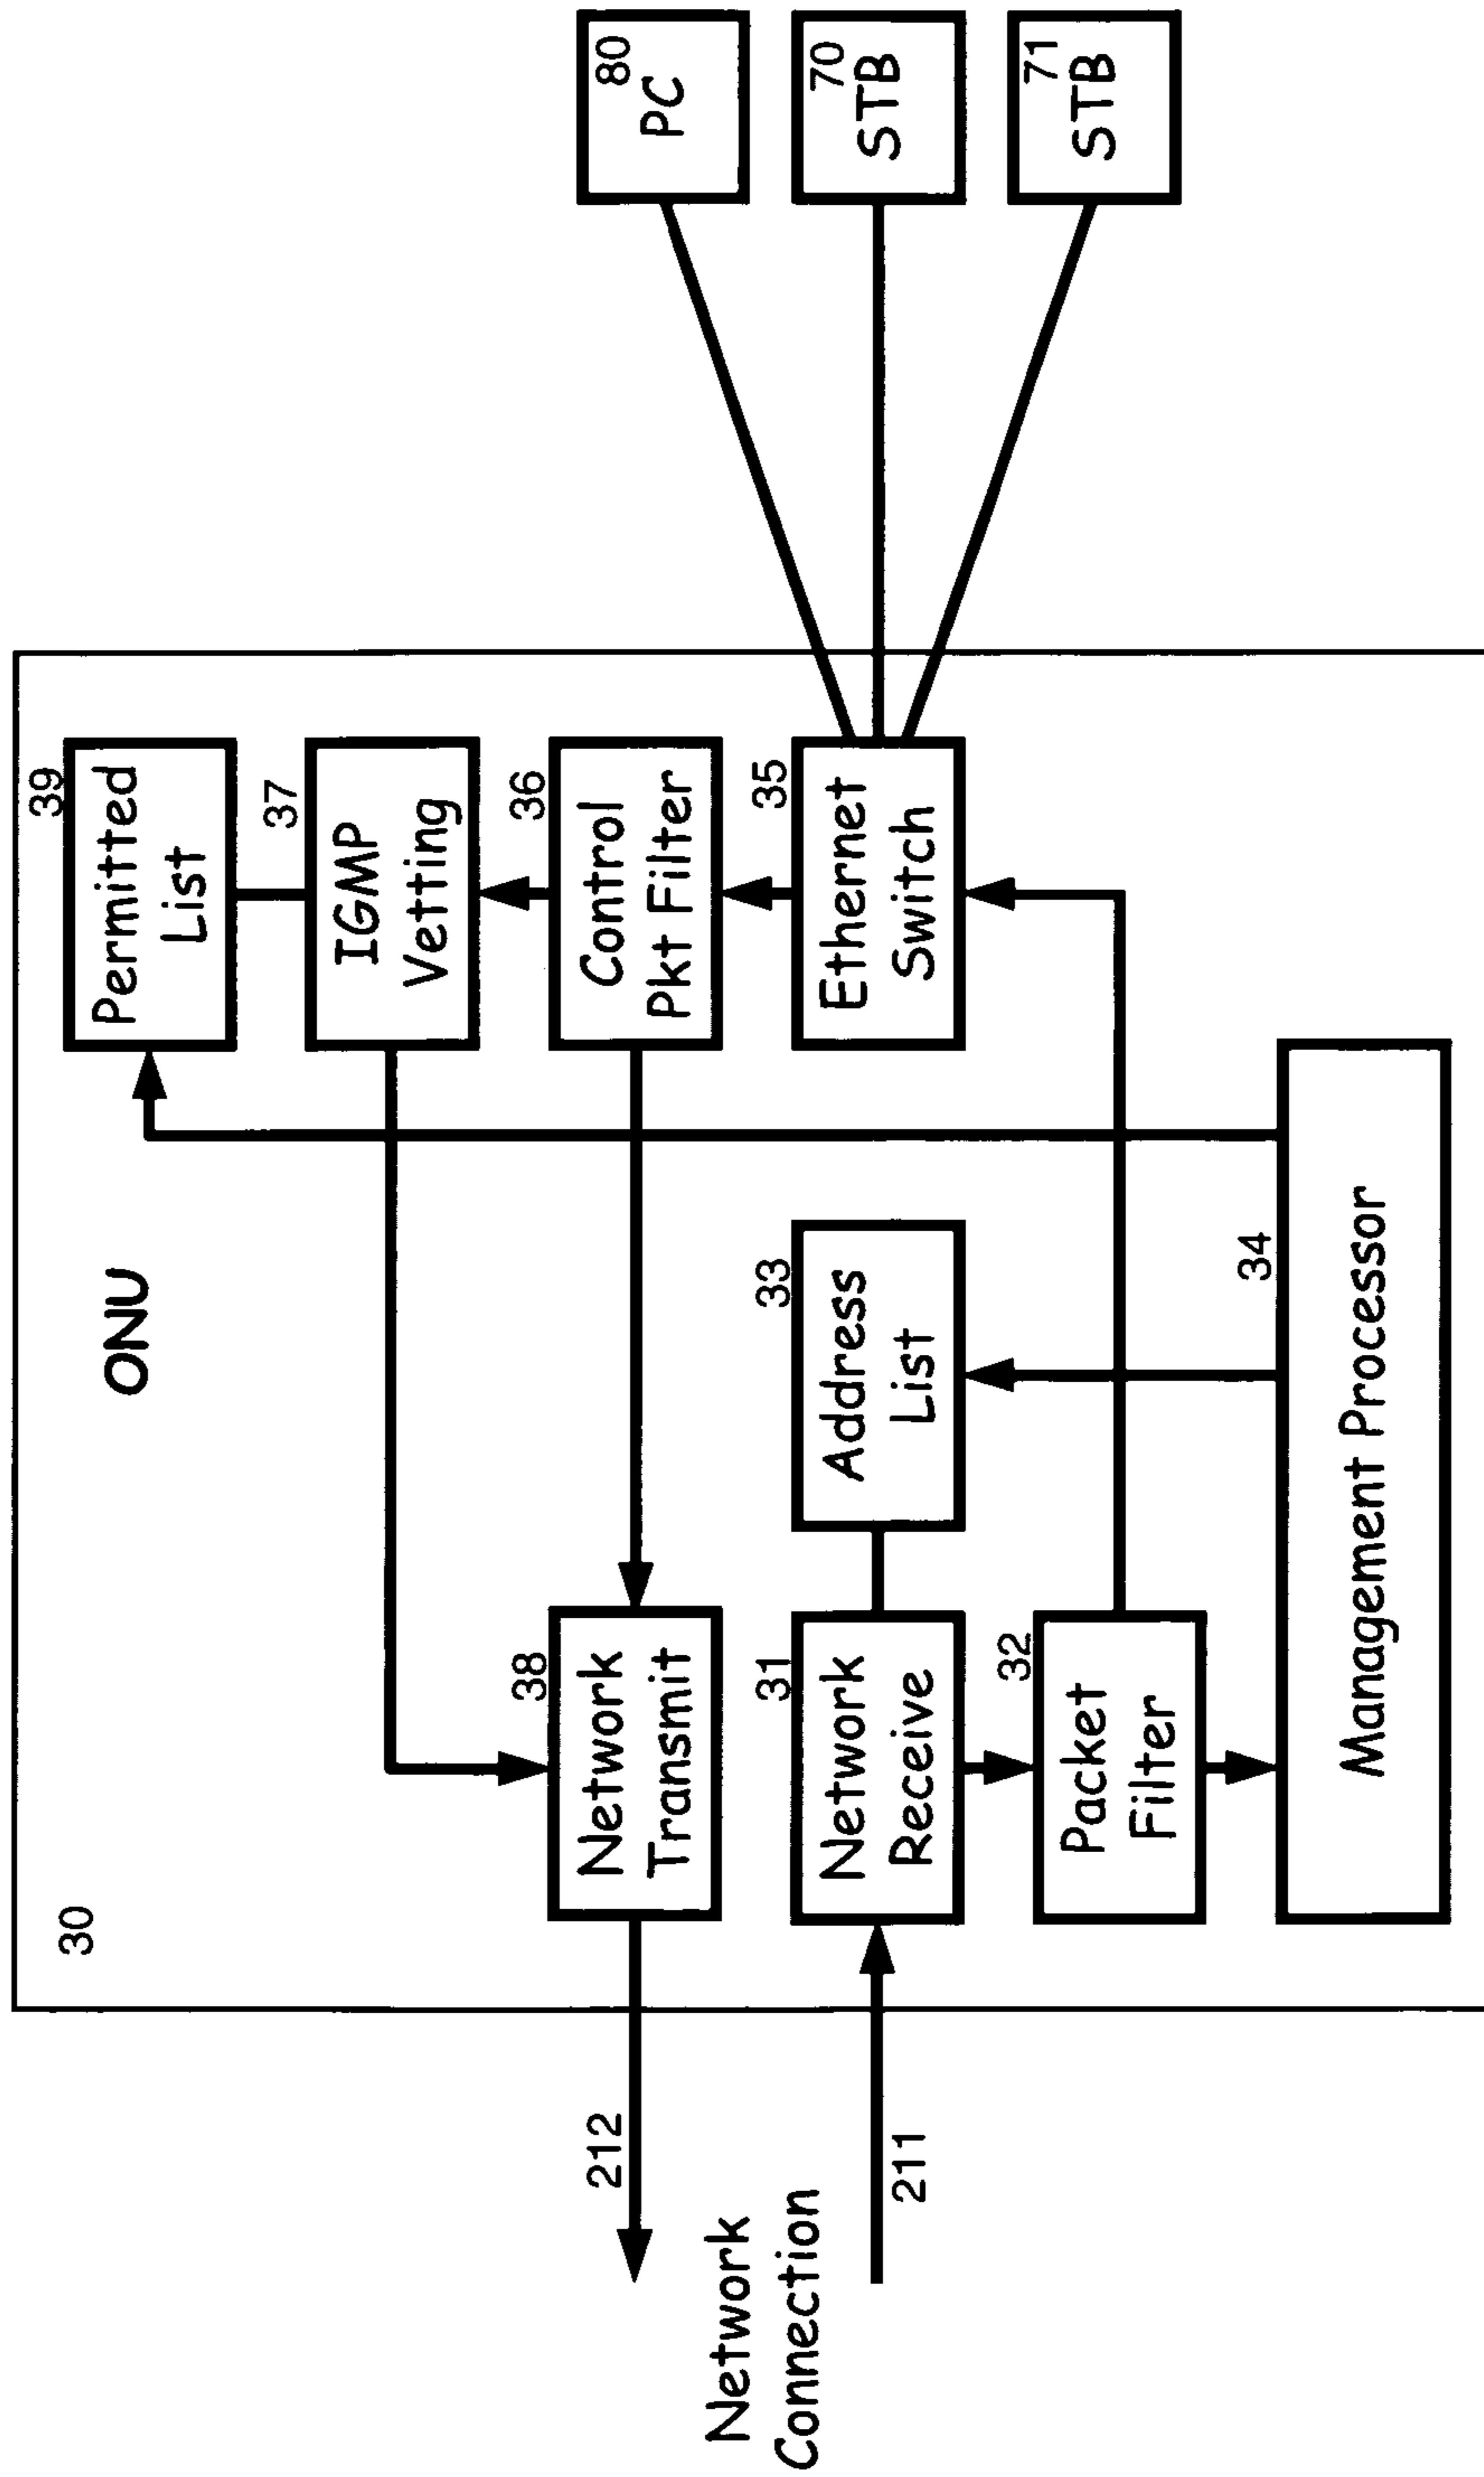 30
ONU
39
Permitted
List
37
IGMP
Vetting
212
38
Network
Transmit
36
Control
Pkt Filter
80
PC
Network
Connection
211
31
Network
Receive
33
Address
List
35
Ethernet
Switch
70
STB
32
Packet
Filter
71
STB
34
Management Processor